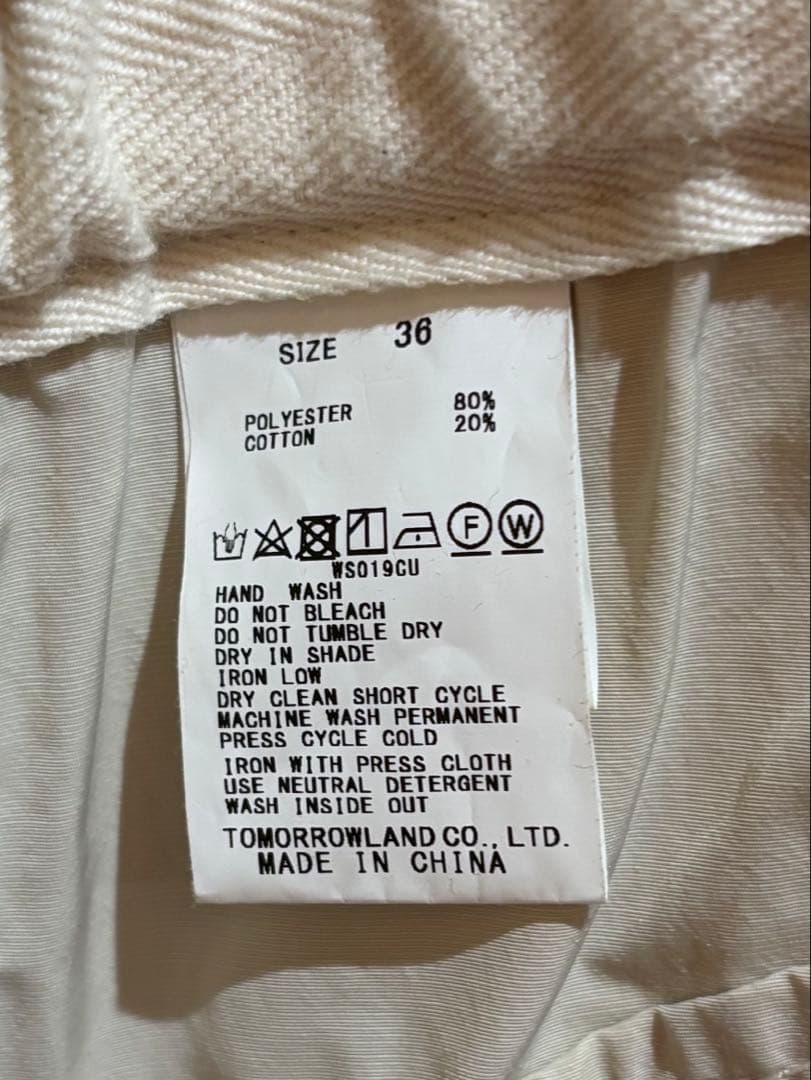 SIZE 36
POLYESTER 80%
COTTON 20%
F W
WS019CU
HAND WASH
DO NOT BLEACH
DO NOT TUMBLE DRY
DRY IN SHADE
IRON LOW
DRY CLEAN SHORT CYCLE
MACHINE WASH PERMANENT
PRESS CYCLE COLD
IRON WITH PRESS CLOTH
USE NEUTRAL DETERGENT
WASH INSIDE OUT
TOMORROWLAND CO., LTD.
MADE IN CHINA